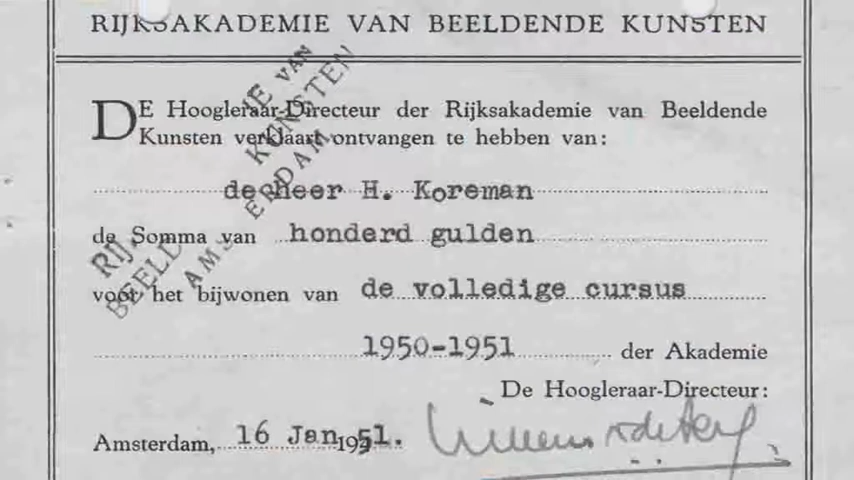 RIJKSAKADEMIE VAN BEELDENDE KUNSTEN
DE Hoogleraar-Directeur der Rijksakademie van Beeldende
Kunsten verklaart ontvangen te hebben van:
de heer H. Koreman
de Somma van honderd gulden
voor het bijwonen van de volledige cursus
1950-1951 der Akademie
De Hoogleraar-Directeur:
Amsterdam, 16 Jan 1951.